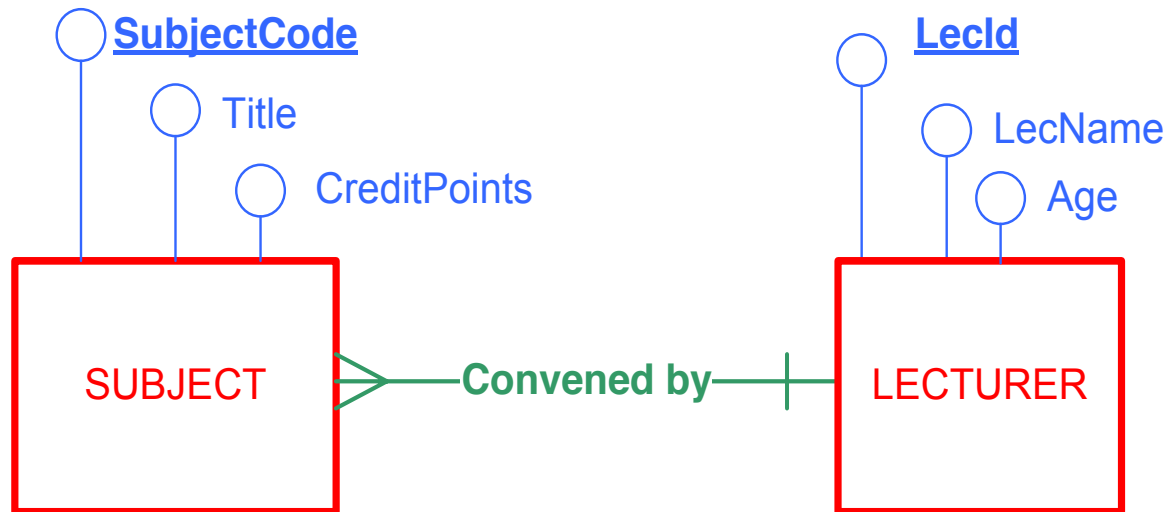 SubjectCode
Title
CreditPoints
LecId
LecName
Age
SUBJECT
Convened by
LECTURER